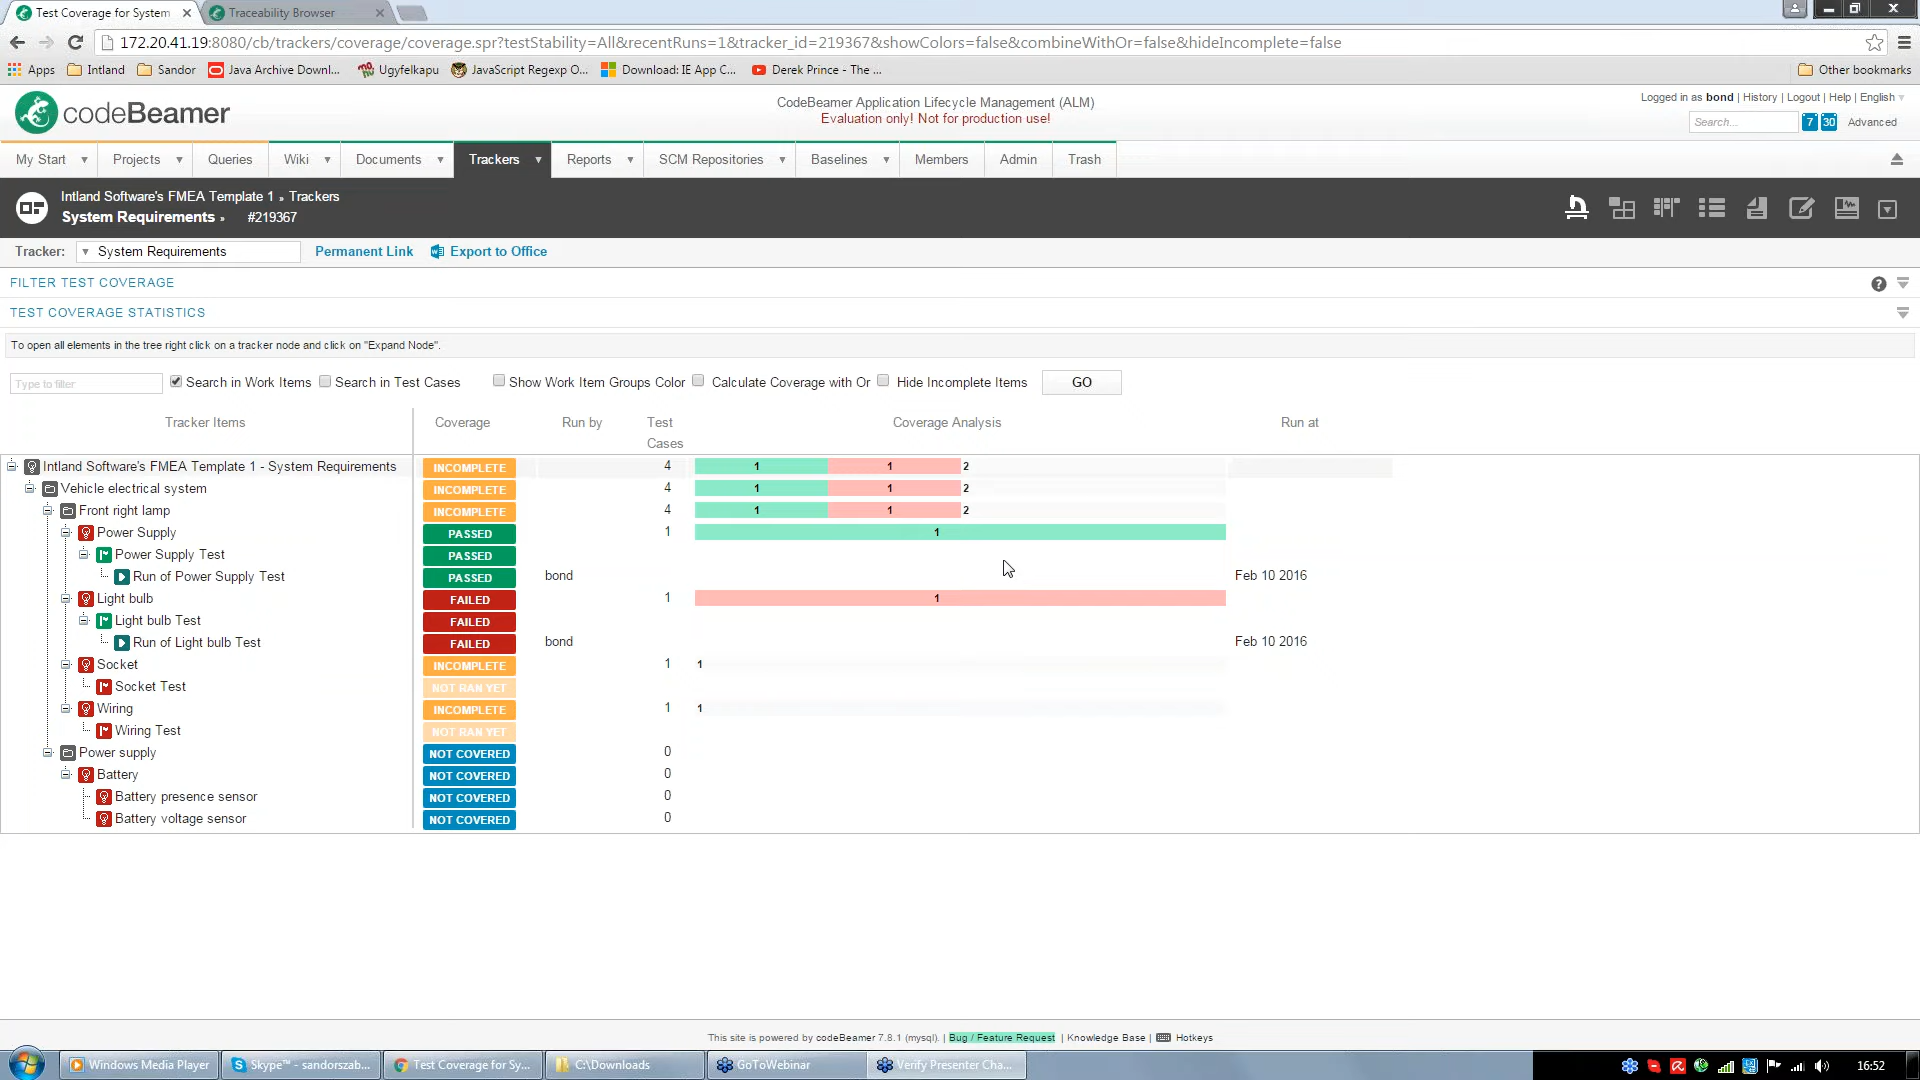 Test Coverage for System
Traceability Browser
172.20.41.19:8080/cb/trackers/coverage/coverage.spr?testStability=All&recentRuns=1&tracker_id=219367&showColors=false&combineWithOr=false&hideIncomplete=false
Apps Intland Sandor Java Archive Downl... Ugyfelkapu JavaScript Regexp O... Download: IE App C... Derek Prince - The ... Other bookmarks
codeBeamer
CodeBeamer Application Lifecycle Management (ALM)
Evaluation only! Not for production use!
Logged in as bond | History | Logout | Help | English
Search... 7 30 Advanced
My Start Projects Queries Wiki Documents Trackers Reports SCM Repositories Baselines Members Admin Trash
Intland Software's FMEA Template 1 » Trackers
System Requirements » #219367
Tracker: System Requirements Permanent Link Export to Office
FILTER TEST COVERAGE
TEST COVERAGE STATISTICS
To open all elements in the tree right click on a tracker node and click on "Expand Node".
Type to filter Search in Work Items Search in Test Cases Show Work Item Groups Color Calculate Coverage with Or Hide Incomplete Items GO
Tracker Items Coverage Run by Test Cases Coverage Analysis Run at
Intland Software's FMEA Template 1 - System Requirements INCOMPLETE 4 1 1 2
Vehicle electrical system INCOMPLETE 4 1 1 2
Front right lamp INCOMPLETE 4 1 1 2
Power Supply PASSED 1 1
Power Supply Test PASSED
Run of Power Supply Test PASSED bond Feb 10 2016
Light bulb FAILED 1 1
Light bulb Test FAILED
Run of Light bulb Test FAILED bond Feb 10 2016
Socket INCOMPLETE 1 1
Socket Test NOT RAN YET
Wiring INCOMPLETE 1 1
Wiring Test NOT RAN YET
Power supply NOT COVERED 0
Battery NOT COVERED 0
Battery presence sensor NOT COVERED 0
Battery voltage sensor NOT COVERED 0
This site is powered by codeBeamer 7.8.1 (mysql). | Bug / Feature Request | Knowledge Base | Hotkeys
Windows Media Player Skype™ - sandorszab... Test Coverage for Sy... C:\Downloads GoToWebinar Verify Presenter Cha... 16:52